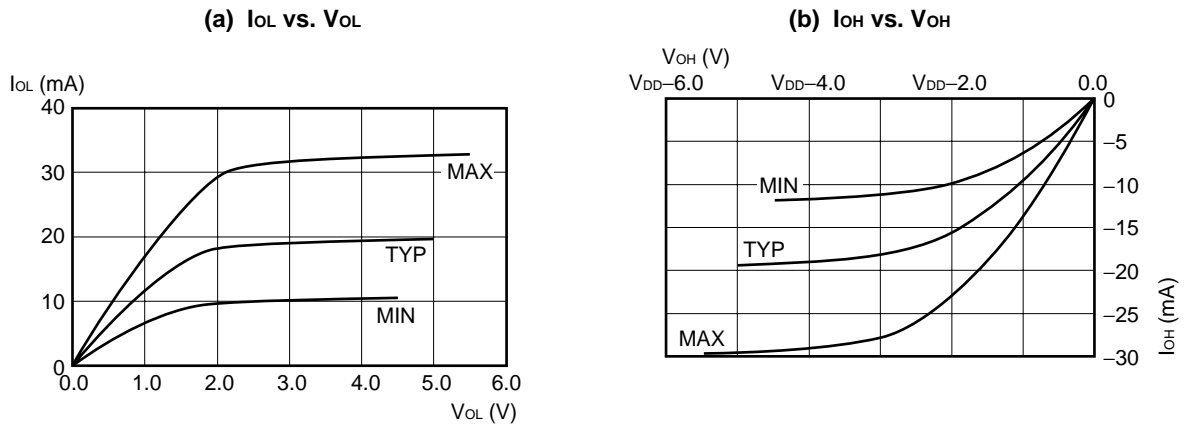 (a) IOL vs. VOL
IOL (mA)
40
30
20
10
0
0.0 1.0 2.0 3.0 4.0 5.0 6.0
VOL (V)
MAX
TYP
MIN
(b) IOH vs. VOH
VOH (V)
VDD–6.0 VDD–4.0 VDD–2.0 0.0
0
–5
–10
–15
–20
–25
–30
IOH (mA)
MIN
TYP
MAX